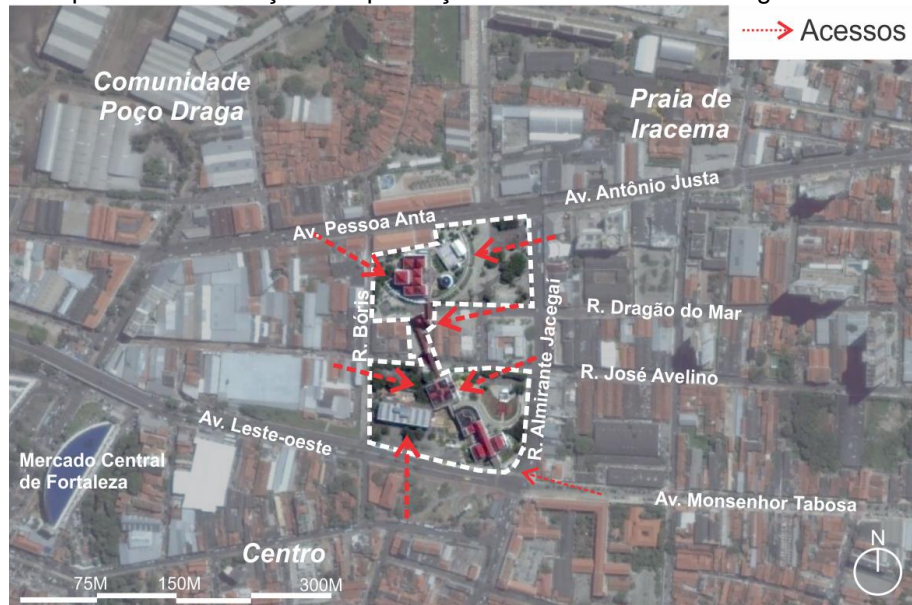 Acessos
Comunidade
Poço Draga
Praia de
Iracema
Av. Antônio Justa
Av. Pessoa Anta
R. Bóris
R. Dragão do Mar
R. Almirante Jacegaí
R. José Avelino
Av. Leste-oeste
Mercado Central
de Fortaleza
Av. Monsenhor Tabosa
Centro
N
75M 150M 300M